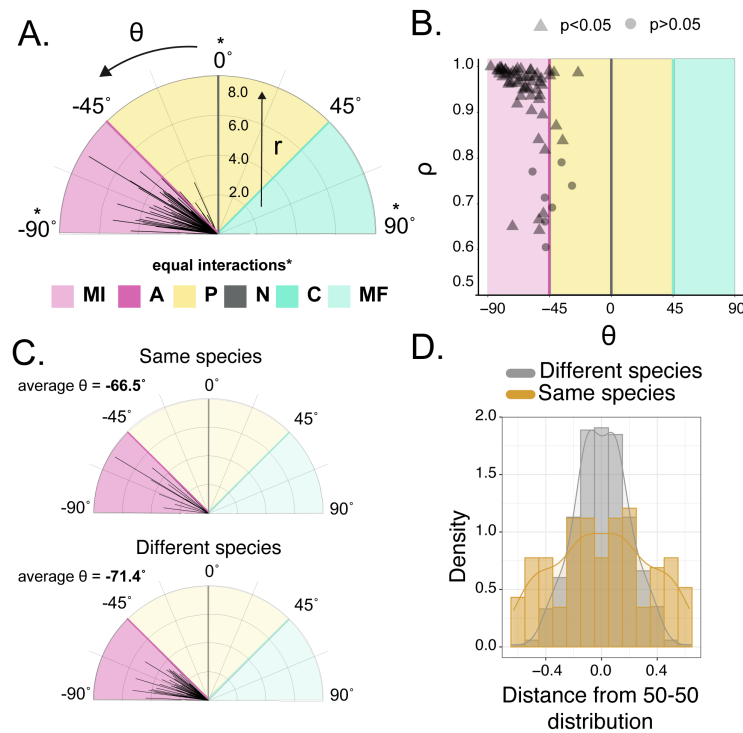 A.
θ
*
0°
-45°
45°
8.0
6.0
4.0
2.0
r
*
-90°
*
90°
equal interactions*
MI A P N C MF
B.
p<0.05 p>0.05
1.0
0.9
0.8
0.7
0.6
0.5
ρ
−90 −45 0 45 90
θ
C.
Same species
average θ = -66.5°
0°
-45°
45°
-90°
90°
Different species
average θ = -71.4°
0°
-45°
45°
-90°
90°
D.
Different species
Same species
2.0
1.5
1.0
0.5
0.0
Density
−0.4 0.0 0.4
Distance from 50-50
distribution